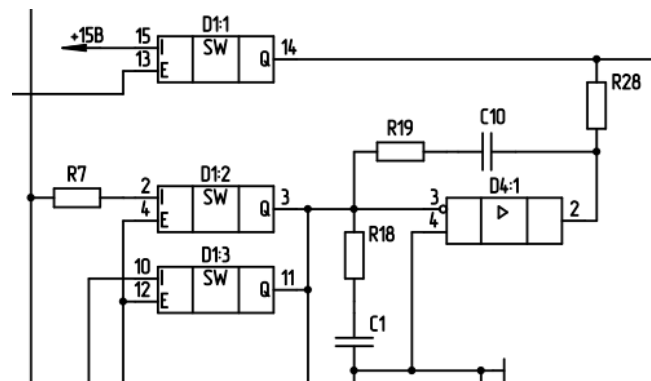 D1:1
+15В 15 I SW Q 14
13 E
R28
C10
R19
R7
D1:2
2 I SW Q 3
4 E
D4:1
3 2
4
R18
D1:3
10 I SW Q 11
12 E
C1